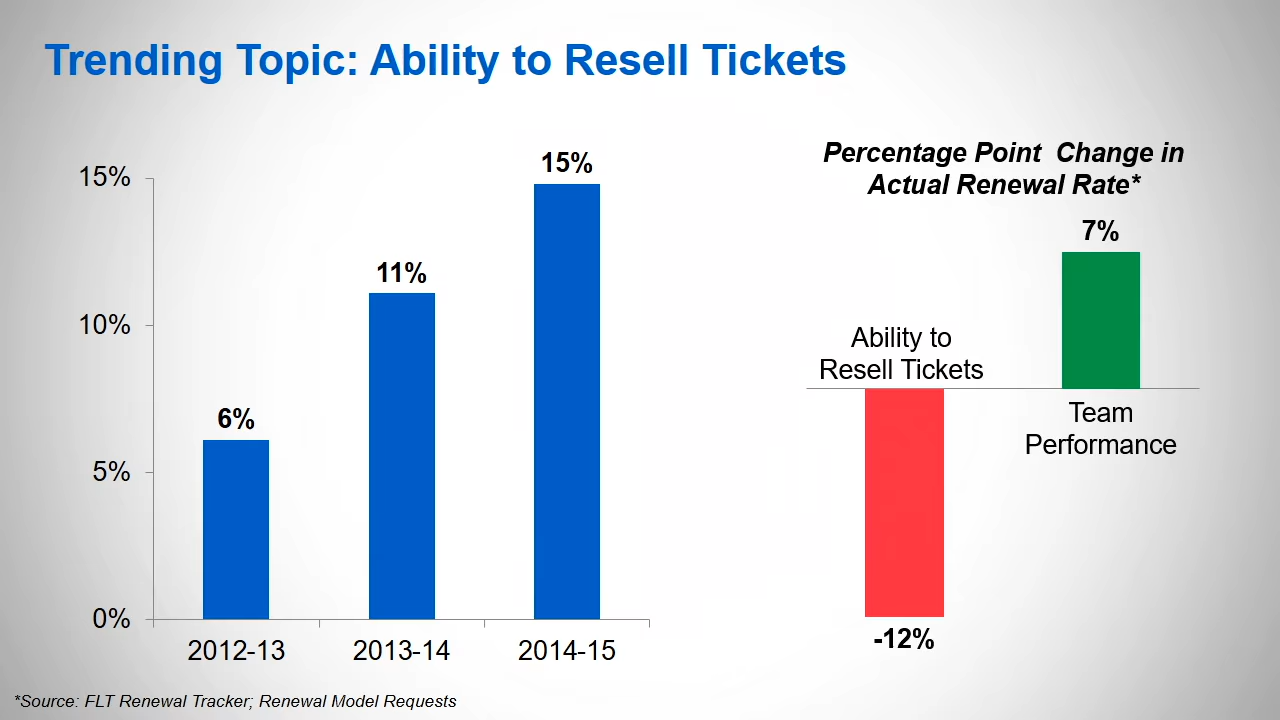 Trending Topic: Ability to Resell Tickets
15%
10%
5%
0%
6%
11%
15%
2012-13
2013-14
2014-15
Percentage Point  Change in
Actual Renewal Rate*
7%
Ability to
Resell Tickets
Team
Performance
-12%
*Source: FLT Renewal Tracker; Renewal Model Requests